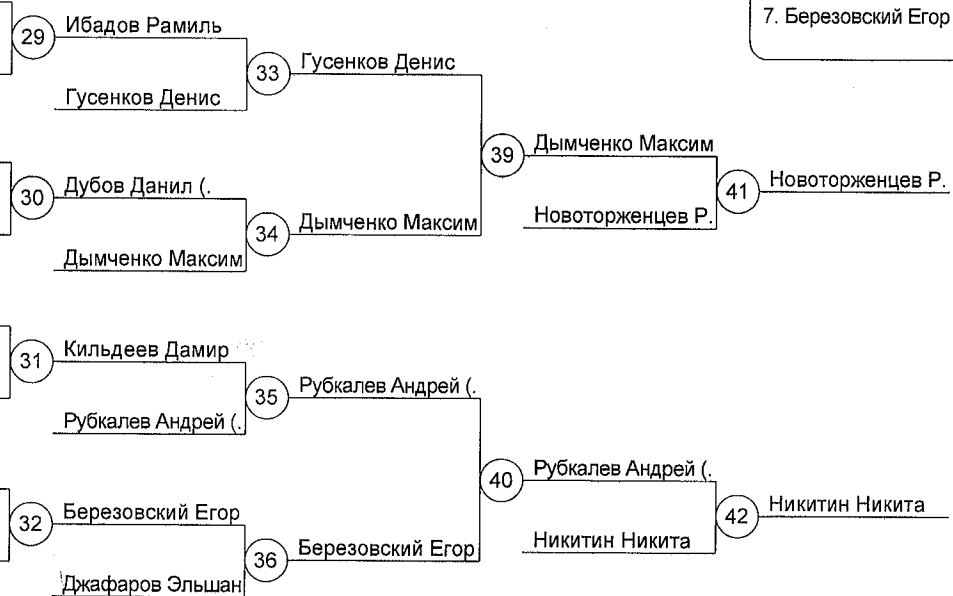 7. Березовский Егор
29
Ибадов Рамиль
33
Гусенков Денис
Гусенков Денис
39
Дымченко Максим
30
Дубов Данил (.
34
Дымченко Максим
Дымченко Максим
41
Новоторженцев Р.
Новоторженцев Р.
31
Кильдеев Дамир
35
Рубкалев Андрей (.
Рубкалев Андрей (.
40
Рубкалев Андрей (.
32
Березовский Егор
36
Березовский Егор
Джафаров Эльшан
42
Никитин Никита
Никитин Никита